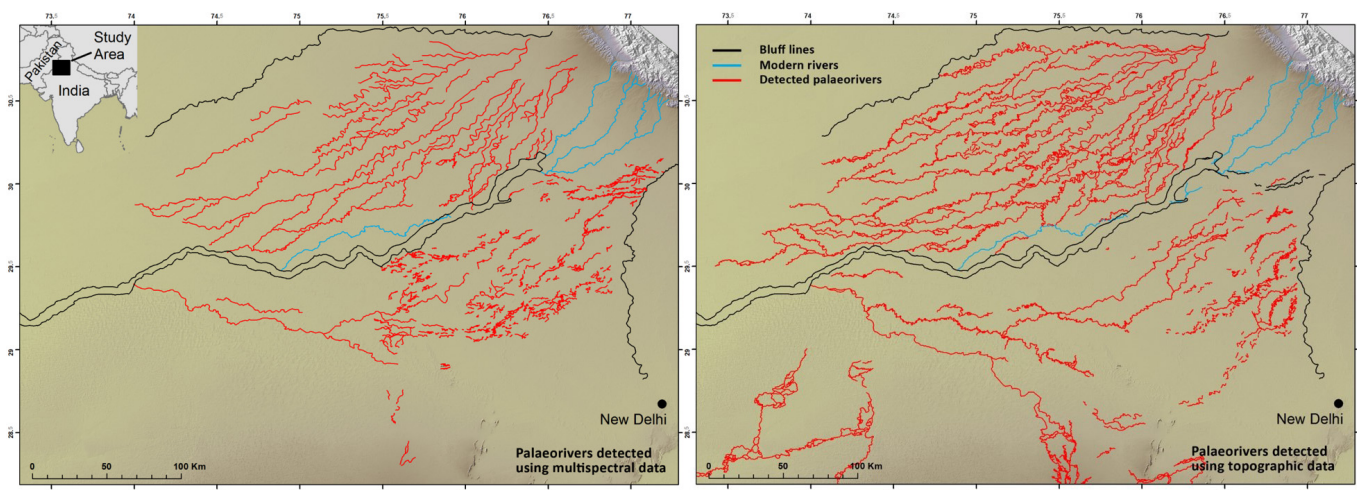 73.5 74 74.5 75 75.5 76 76.5 77
Study
Area
Pakistan
India
30.5
30
29.5
29
28.5
New Delhi
0 50 100 Km
Palaeorivers detected
using multispectral data
73.5 74 74.5 75 75.5 76 76.5 77
Bluff lines
Modern rivers
Detected palaeorivers
30.5
30
29.5
29
28.5
New Delhi
0 50 100 Km
Palaeorivers detected
using topographic data